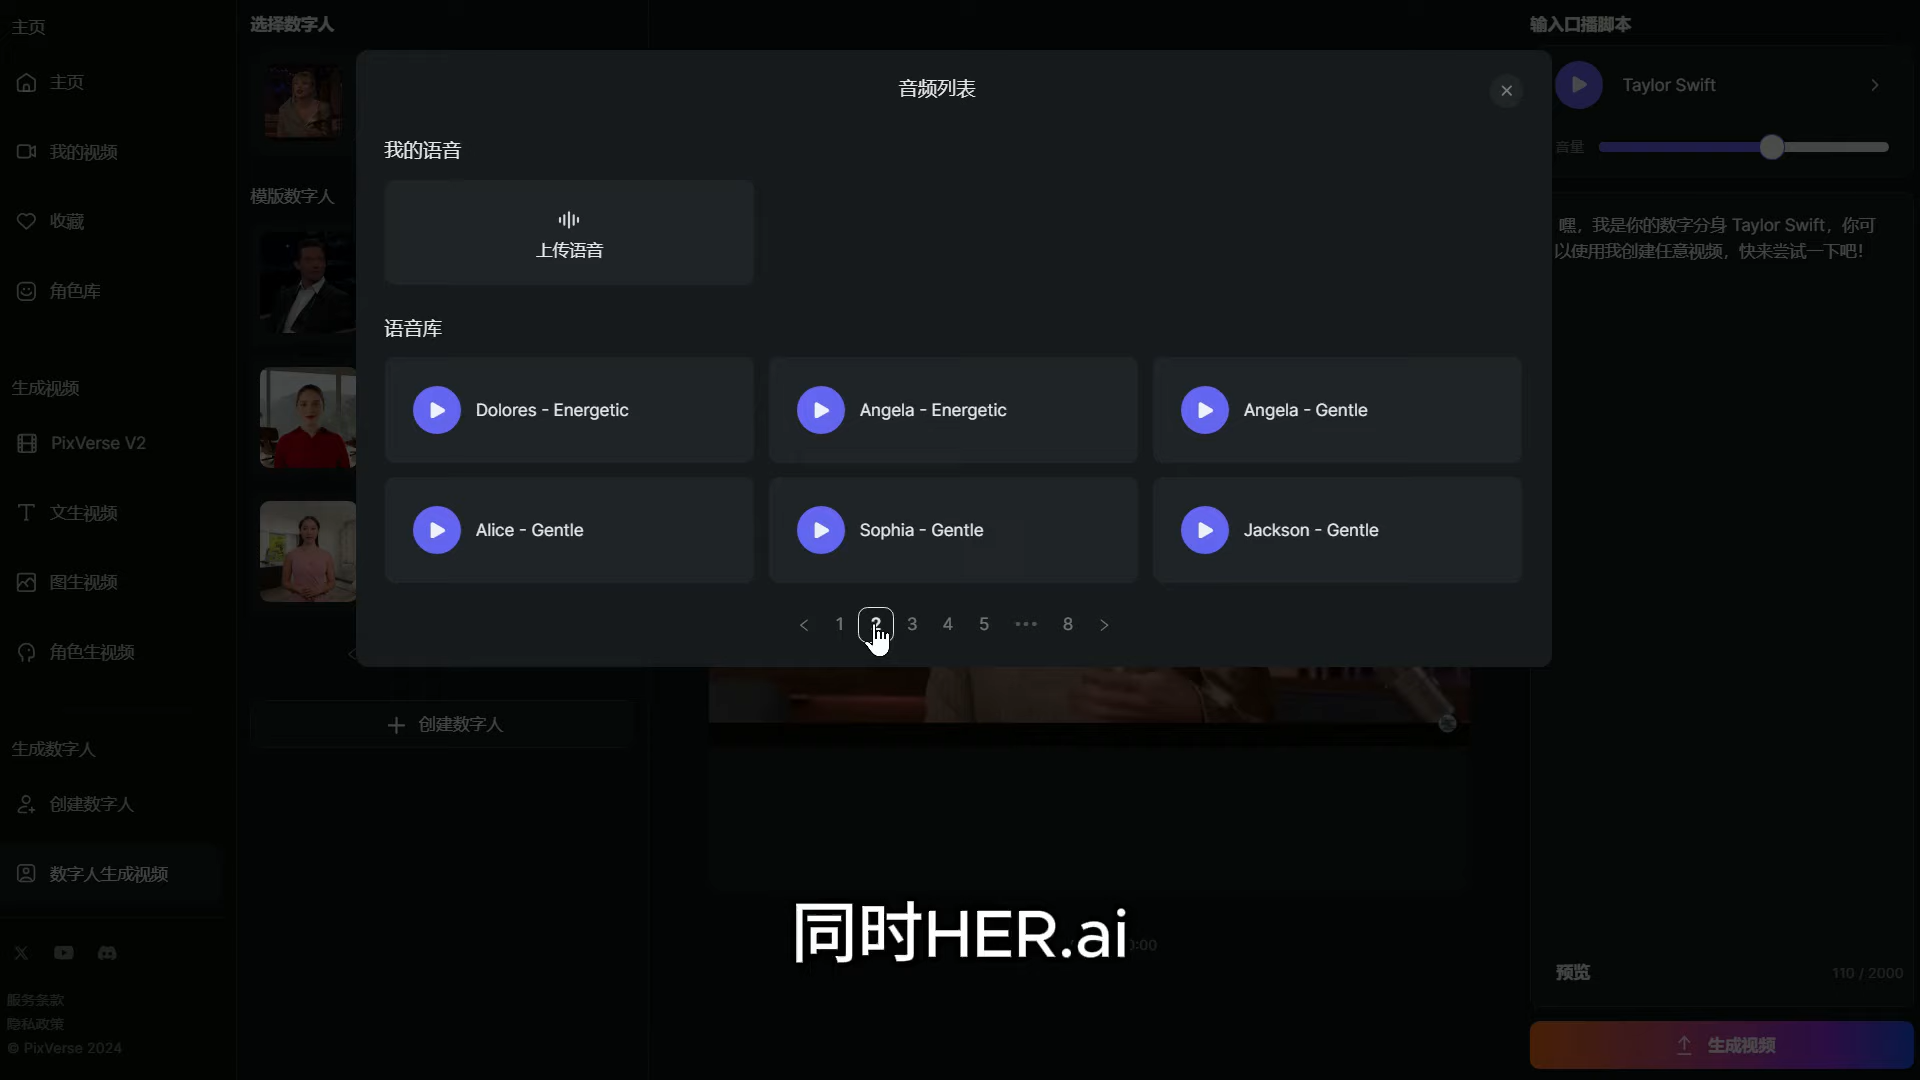 主页
主页
我的视频
收藏
角色库
生成视频
PixVerse V2
文生视频
图生视频
角色生视频
生成数字人
创建数字人
数字人生成视频
服务条款
隐私政策
© PixVerse 2024
选择数字人
模版数字人
创建数字人
音频列表
我的语音
上传语音
语音库
Dolores - Energetic
Angela - Energetic
Angela - Gentle
Alice - Gentle
Sophia - Gentle
Jackson - Gentle
1 2 3 4 5 ••• 8
同时HER.ai
输入口播脚本
Taylor Swift
音量
嘿，我是你的数字分身 Taylor Swift，你可
以使用我创建任意视频，快来尝试一下吧！
预览
110 / 2000
生成视频